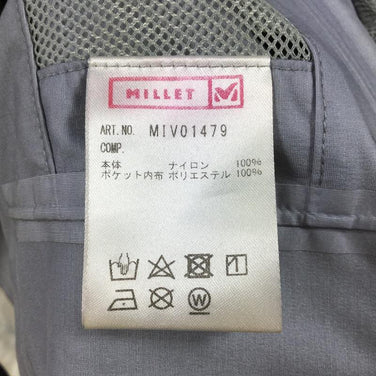 MILLET
ART.NO. MIV01479
COMP.
本体 ナイロン 100%
ポケット内布 ポリエステル 100%
W